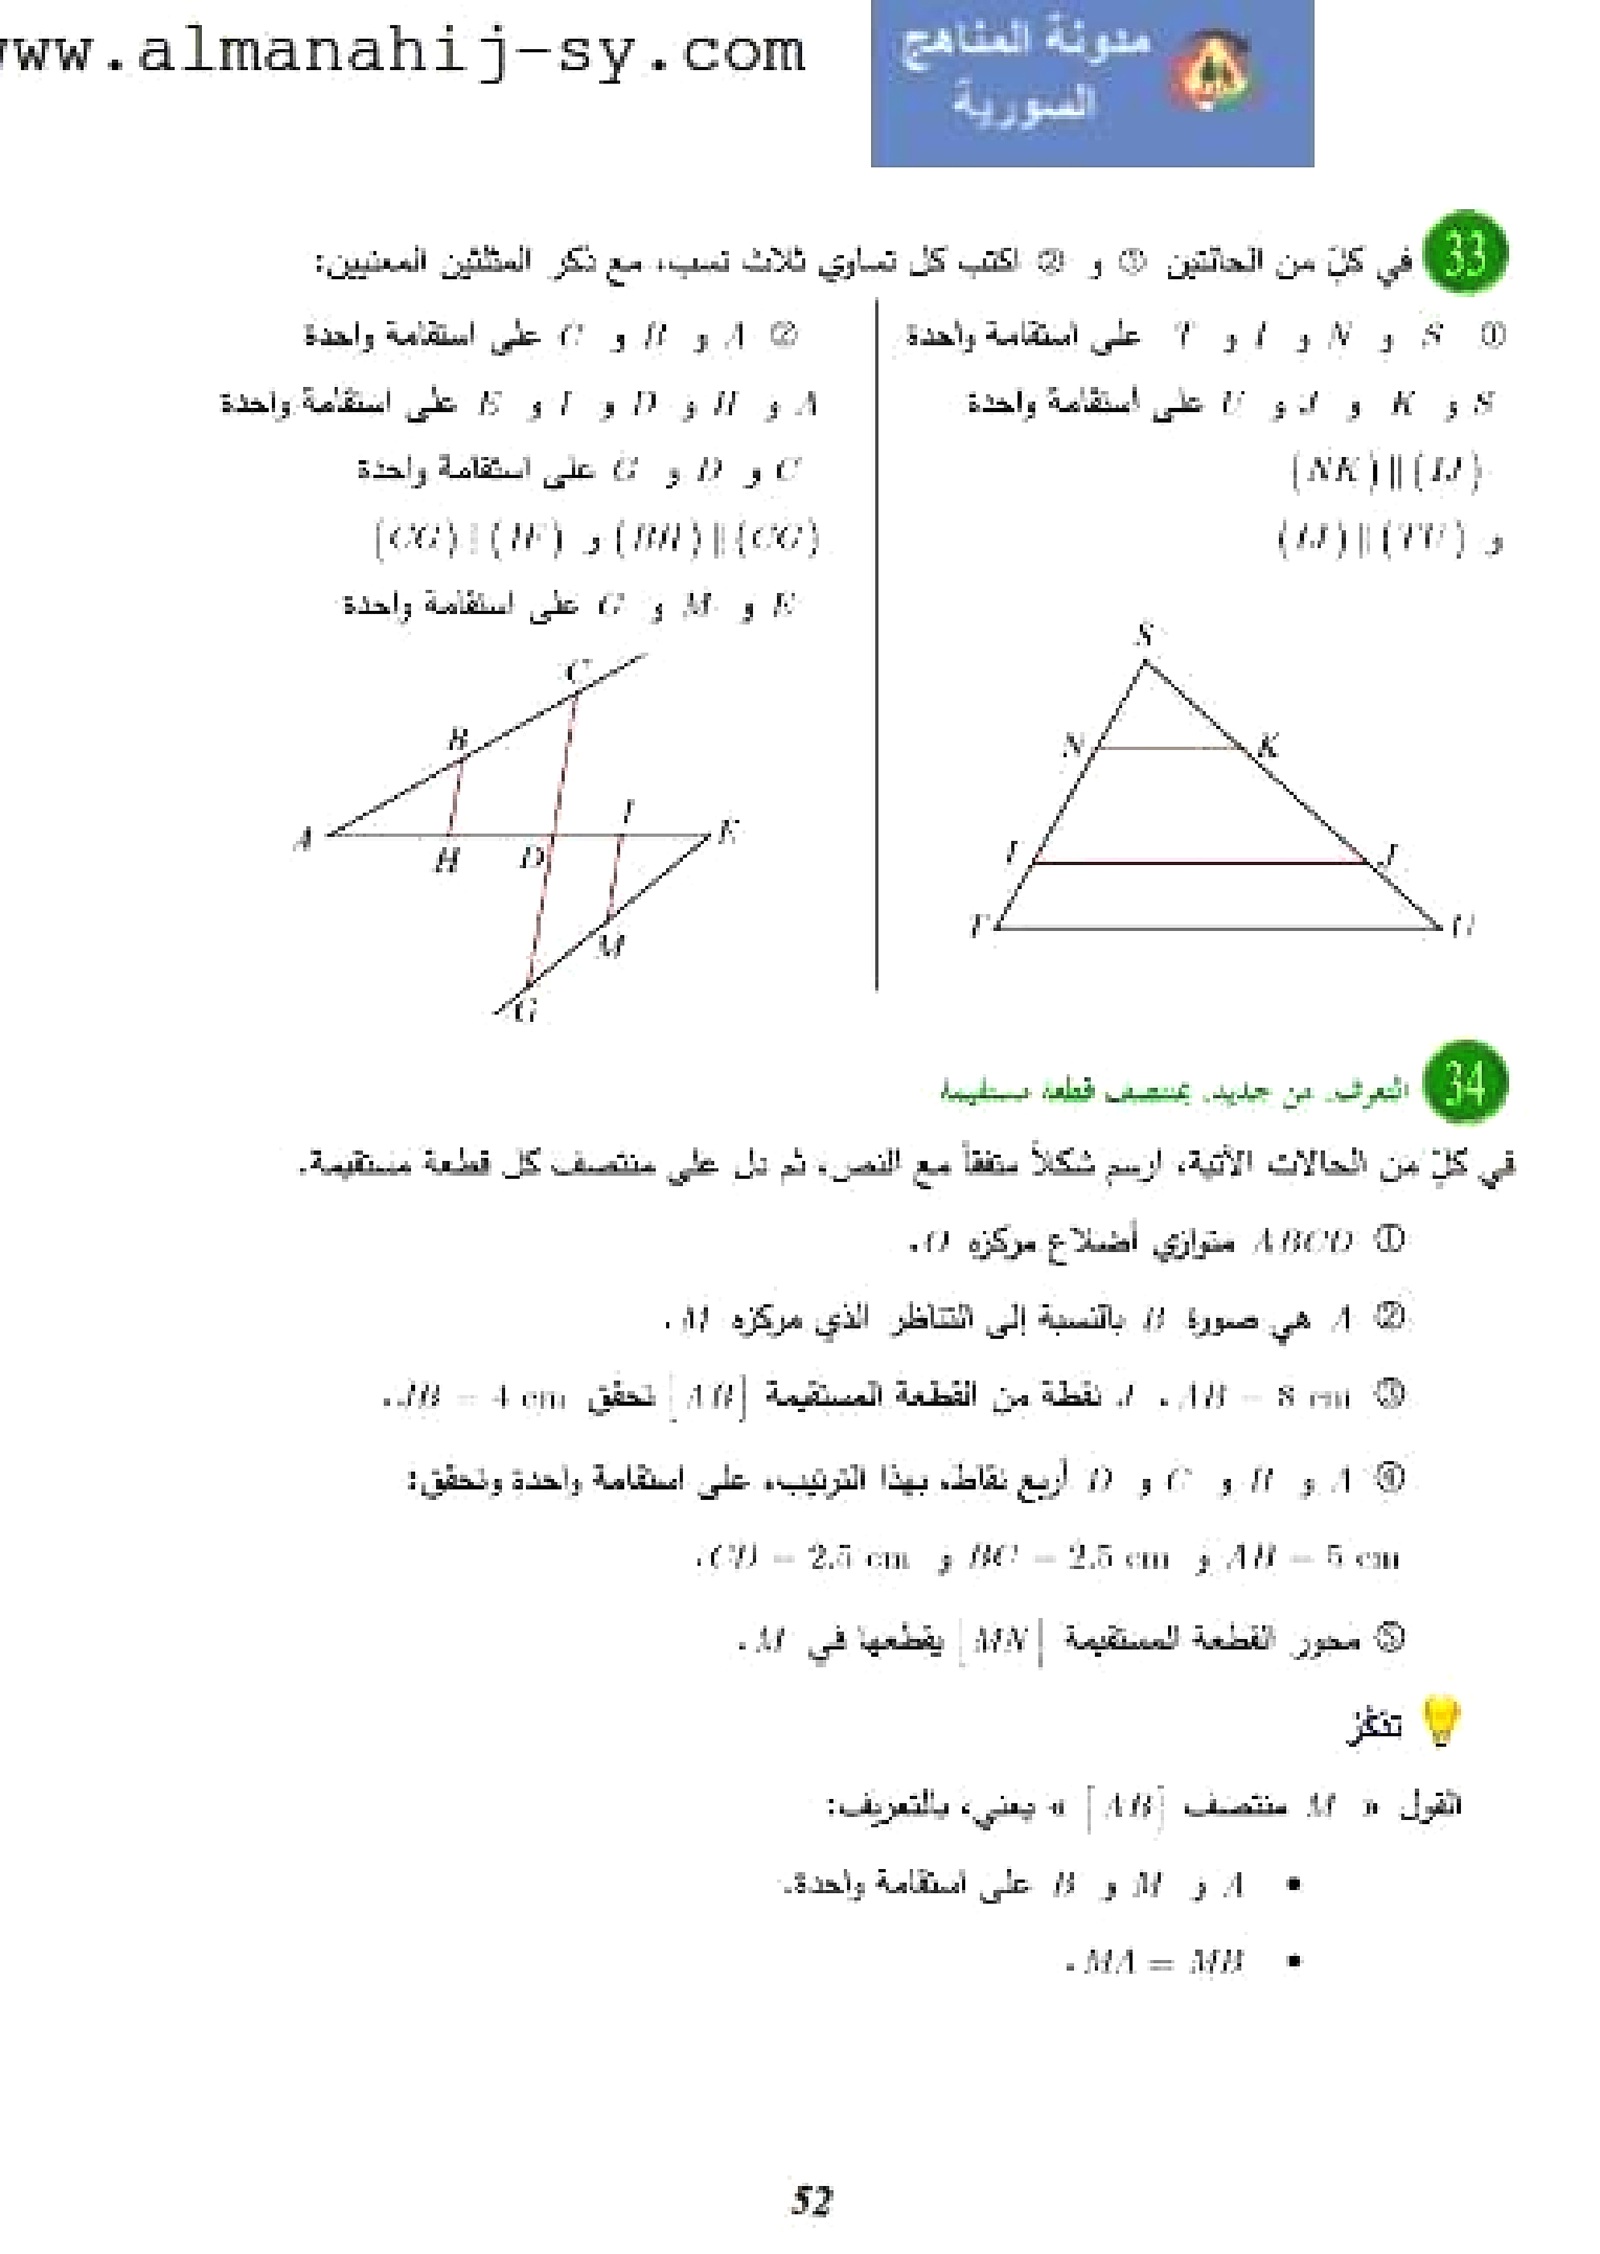 www.almanahij-sy.com
مدونة المناهج
السورية
33 في كلّ من الحالتين ① و ② اكتب كل تساوي ثلاث نسب، مع ذكر المثلثين المعنيين:
① S و N و I و T على استقامة واحدة
S و K و J و U على استقامة واحدة
(NK) || (IJ)
و (IJ) || (TU)
S
N K
I J
T U
② A و B و C على استقامة واحدة
A و H و D و I و E على استقامة واحدة
C و D و G على استقامة واحدة
(BH) || (CG) و
(CG) ||
E و M و G على استقامة واحدة
C
B
I
A E
H D
M
G
34 التعرف، من جديد، بمنتصف قطعة مستقيمة
في كلّ من الحالات الآتية، ارسم شكلاً متفقاً مع النص، ثم دل على منتصف كل قطعة مستقيمة.
① ABCD متوازي أضلاع مركزه O.
② A هي صورة B بالنسبة إلى التناظر الذي مركزه M.
③ AB = 8 cm، نقطة من القطعة المستقيمة [AB] تحقق = 4 cm.
④ A و B و C و D أربع نقاط، بهذا الترتيب، على استقامة واحدة وتحقق:
AB = 5 cm و BC = 2.5 cm و CD = 2.5 cm.
⑤ محور القطعة المستقيمة [MN] يقطعها في
تذكّر
القول « M منتصف [AB] » يعني، بالتعريف:
• A و M و B على استقامة واحدة.
• MA = MB.
52